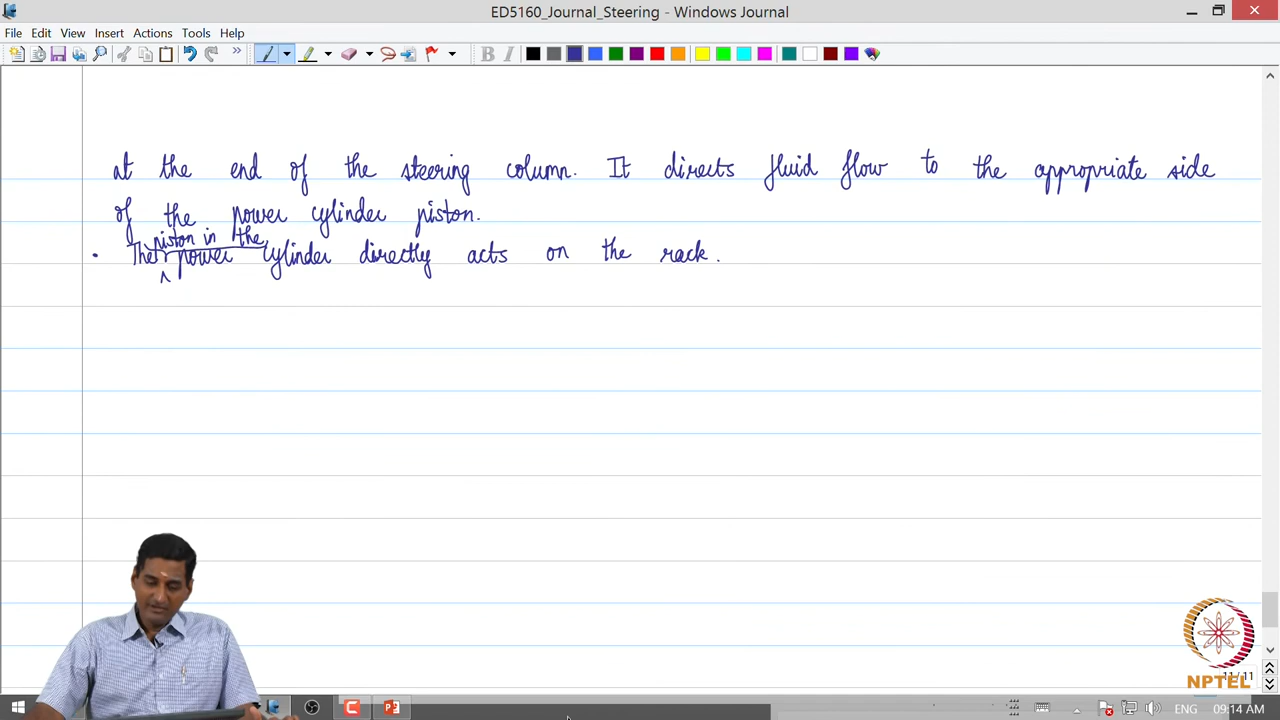 ED5160_Journal_Steering - Windows Journal
File Edit View Insert Actions Tools Help
at the end of the steering column. It directs fluid flow to the appropriate side
of the power cylinder piston.
piston in the
• The power cylinder directly acts on the rack.
NPTEL
ENG 09:14 AM